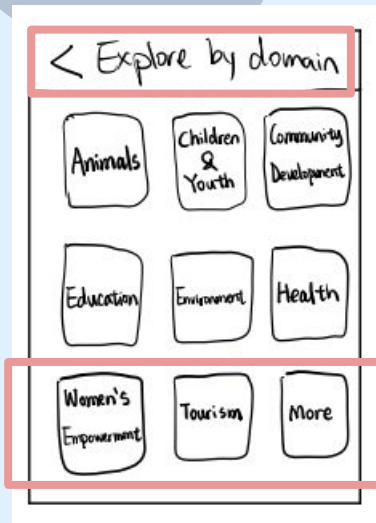 < Explore by domain
Animals
Children
&
Youth
Community
Development
Education
Environment
Health
Women's
Empowerment
Tourism
More